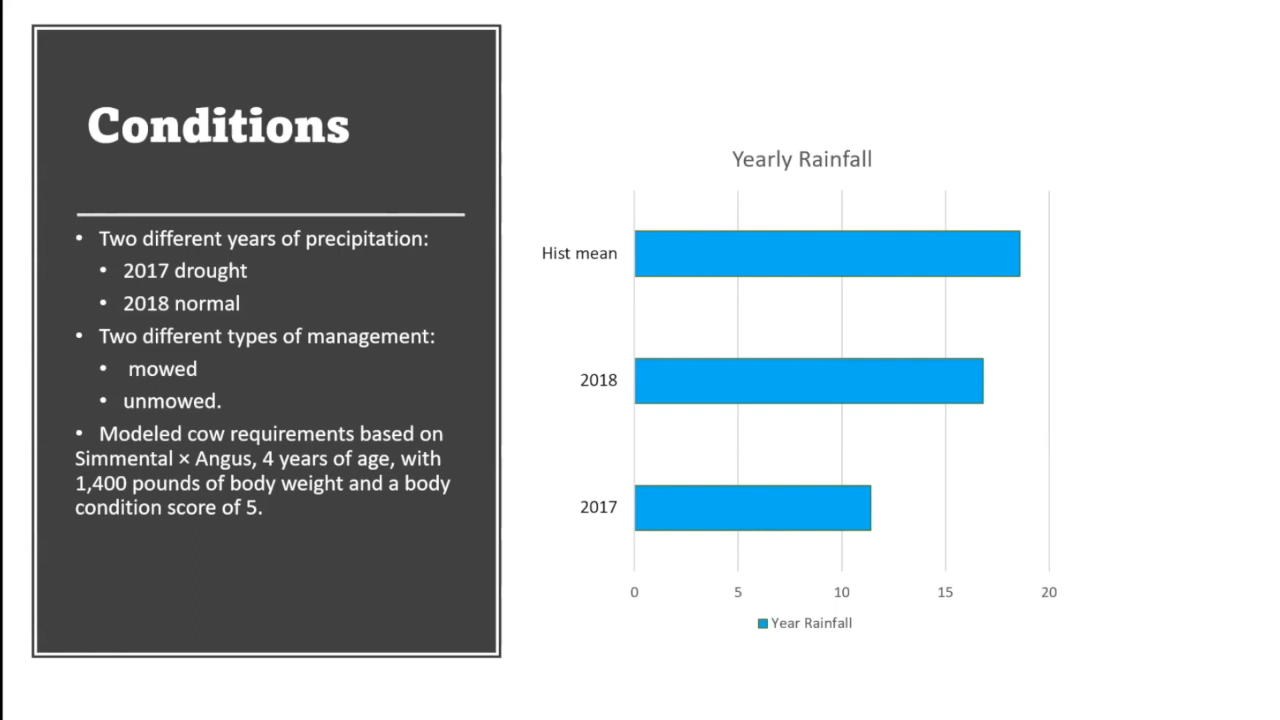 Conditions
• Two different years of precipitation:
• 2017 drought
• 2018 normal
• Two different types of management:
• mowed
• unmowed.
• Modeled cow requirements based on
Simmental × Angus, 4 years of age, with
1,400 pounds of body weight and a body
condition score of 5.
Yearly Rainfall
Hist mean
2018
2017
0 5 10 15 20
Year Rainfall